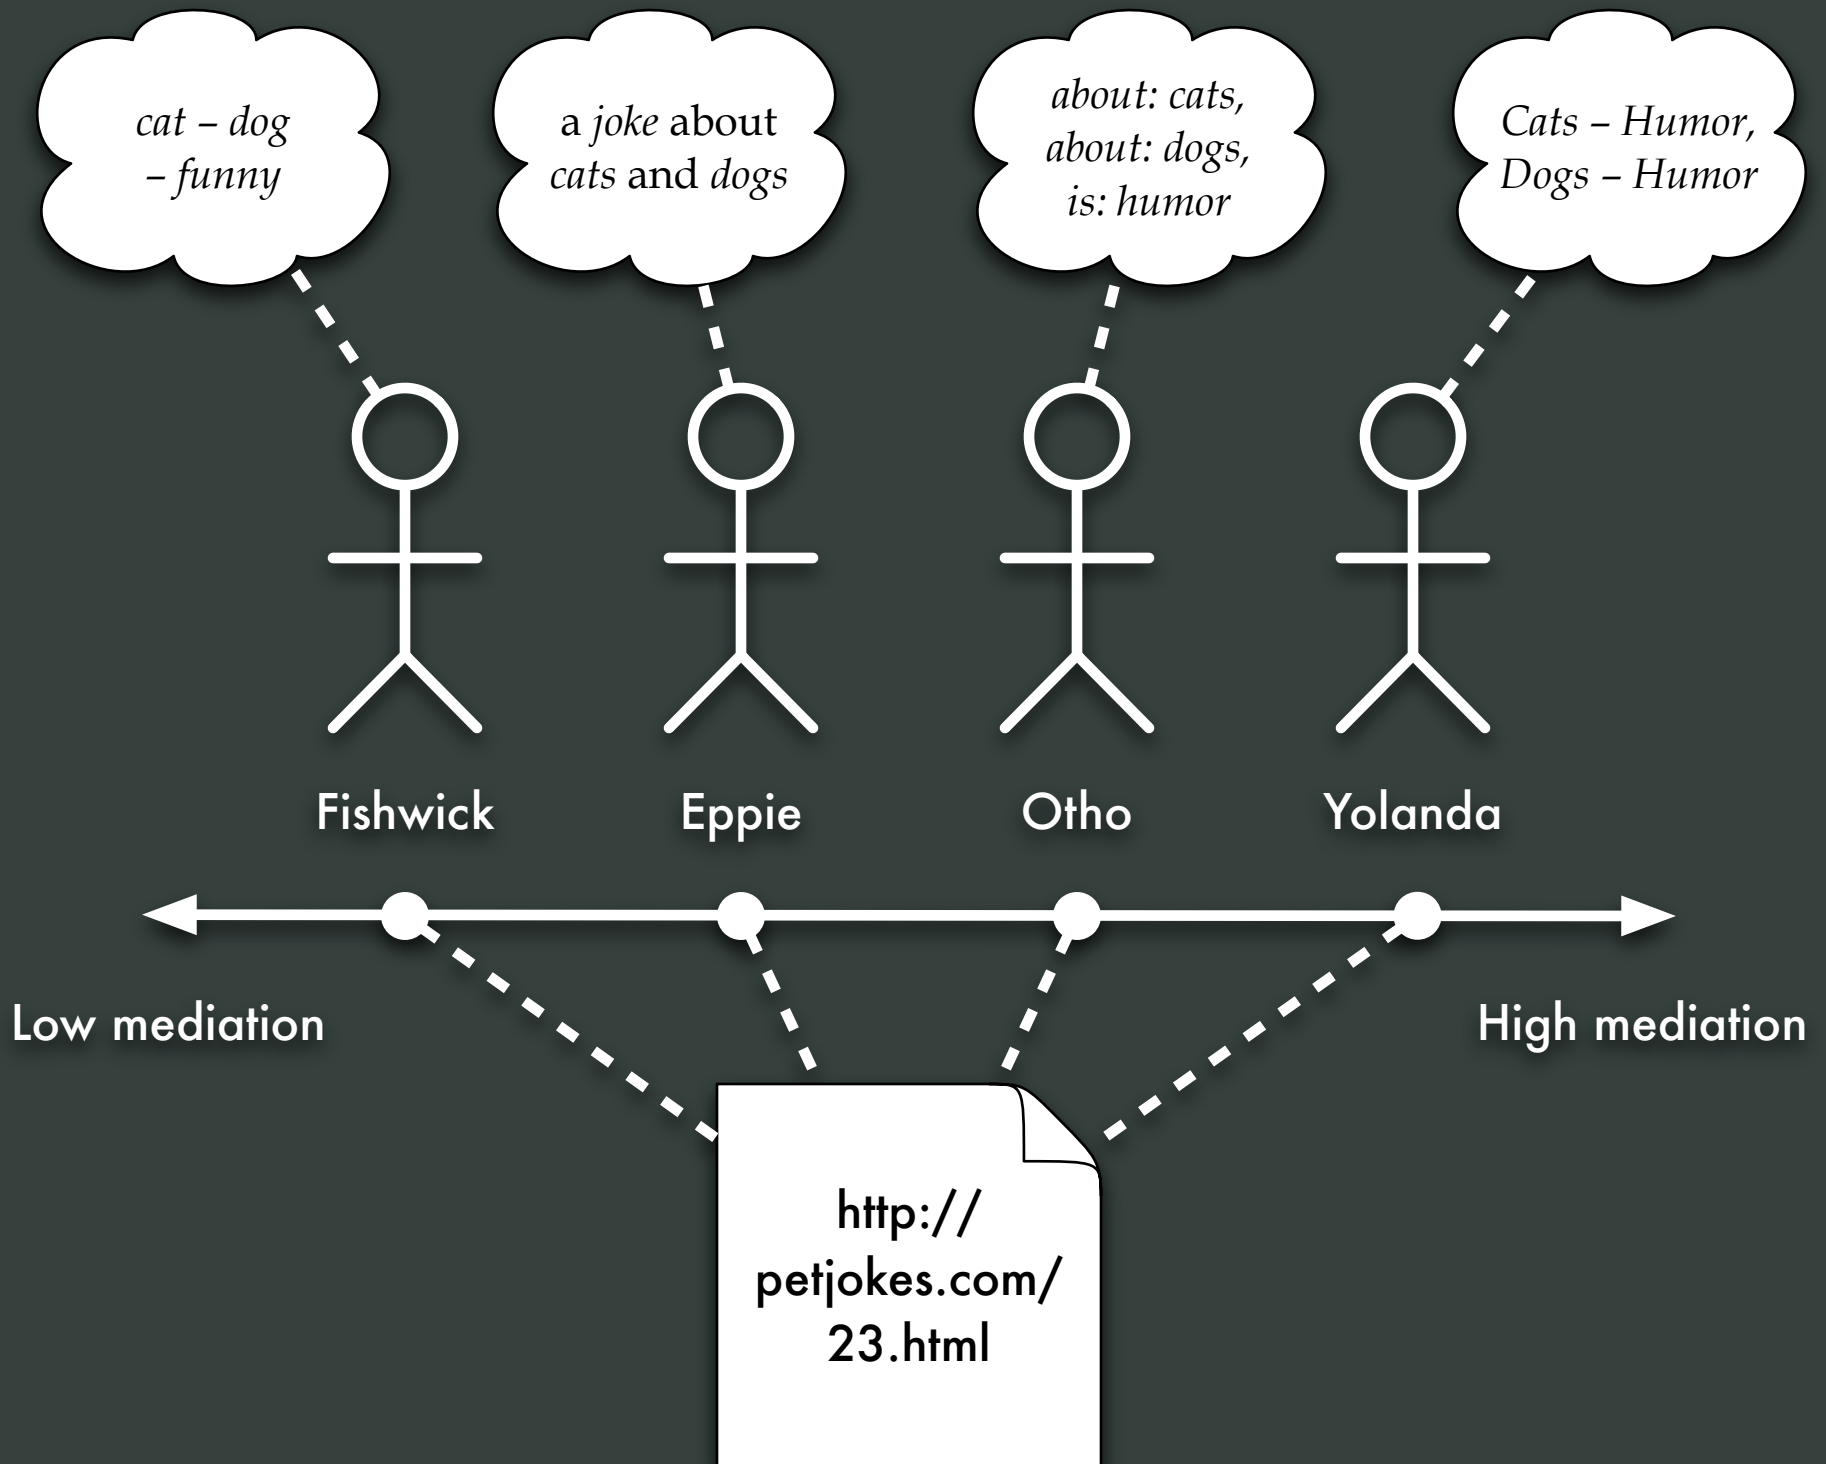 cat – dog
– funny
a joke about
cats and dogs
about: cats,
about: dogs,
is: humor
Cats – Humor,
Dogs – Humor
Fishwick
Eppie
Otho
Yolanda
Low mediation
High mediation
http://
petjokes.com/
23.html